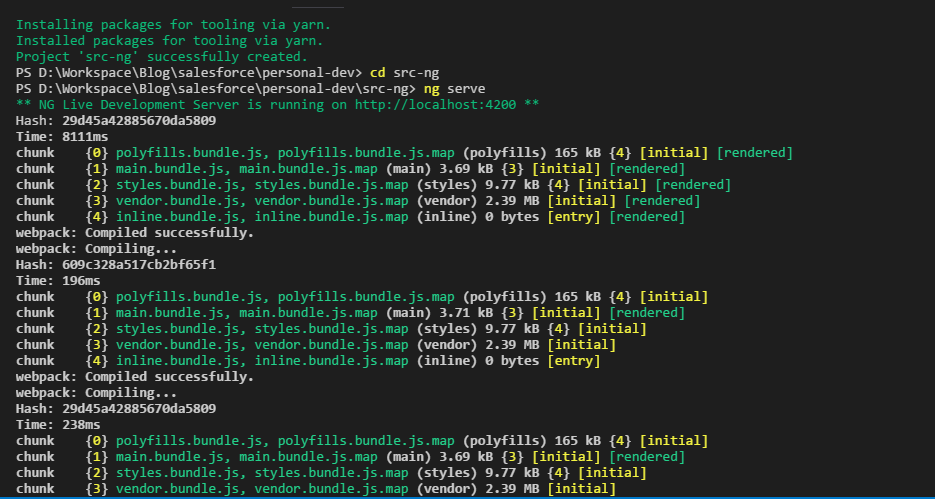 Installing packages for tooling via yarn.
Installed packages for tooling via yarn.
Project 'src-ng' successfully created.
PS D:\Workspace\Blog\salesforce\personal-dev> cd src-ng
PS D:\Workspace\Blog\salesforce\personal-dev\src-ng> ng serve
** NG Live Development Server is running on http://localhost:4200 **
Hash: 29d45a42885670da5809
Time: 8111ms
chunk    {0} polyfills.bundle.js, polyfills.bundle.js.map (polyfills) 165 kB {4} [initial] [rendered]
chunk    {1} main.bundle.js, main.bundle.js.map (main) 3.69 kB {3} [initial] [rendered]
chunk    {2} styles.bundle.js, styles.bundle.js.map (styles) 9.77 kB {4} [initial] [rendered]
chunk    {3} vendor.bundle.js, vendor.bundle.js.map (vendor) 2.39 MB [initial] [rendered]
chunk    {4} inline.bundle.js, inline.bundle.js.map (inline) 0 bytes [entry] [rendered]
webpack: Compiled successfully.
webpack: Compiling...
Hash: 609c328a517cb2bf65f1
Time: 196ms
chunk    {0} polyfills.bundle.js, polyfills.bundle.js.map (polyfills) 165 kB {4} [initial]
chunk    {1} main.bundle.js, main.bundle.js.map (main) 3.71 kB {3} [initial] [rendered]
chunk    {2} styles.bundle.js, styles.bundle.js.map (styles) 9.77 kB {4} [initial]
chunk    {3} vendor.bundle.js, vendor.bundle.js.map (vendor) 2.39 MB [initial]
chunk    {4} inline.bundle.js, inline.bundle.js.map (inline) 0 bytes [entry]
webpack: Compiled successfully.
webpack: Compiling...
Hash: 29d45a42885670da5809
Time: 238ms
chunk    {0} polyfills.bundle.js, polyfills.bundle.js.map (polyfills) 165 kB {4} [initial]
chunk    {1} main.bundle.js, main.bundle.js.map (main) 3.69 kB {3} [initial] [rendered]
chunk    {2} styles.bundle.js, styles.bundle.js.map (styles) 9.77 kB {4} [initial]
chunk    {3} vendor.bundle.js, vendor.bundle.js.map (vendor) 2.39 MB [initial]